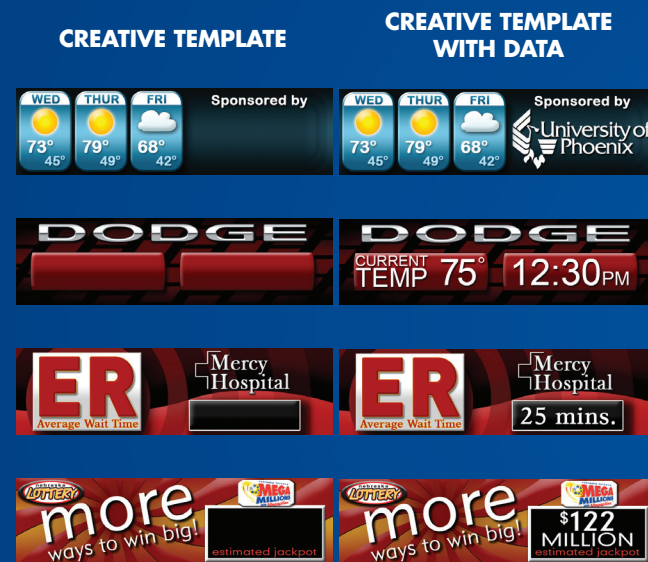 CREATIVE TEMPLATE
CREATIVE TEMPLATE
WITH DATA
WED THUR FRI Sponsored by
73° 79° 68°
45° 49° 42°
WED THUR FRI Sponsored by
University of
Phoenix
73° 79° 68°
45° 49° 42°
DODGE
DODGE
CURRENT
TEMP 75° 12:30PM
ER
Average Wait Time
Mercy
Hospital
ER
Average Wait Time
Mercy
Hospital
25 mins.
nebraska
LOTTERY
more
ways to win big!
MEGA
MILLIONS
estimated jackpot
nebraska
LOTTERY
more
ways to win big!
MEGA
MILLIONS
$122
MILLION
estimated jackpot